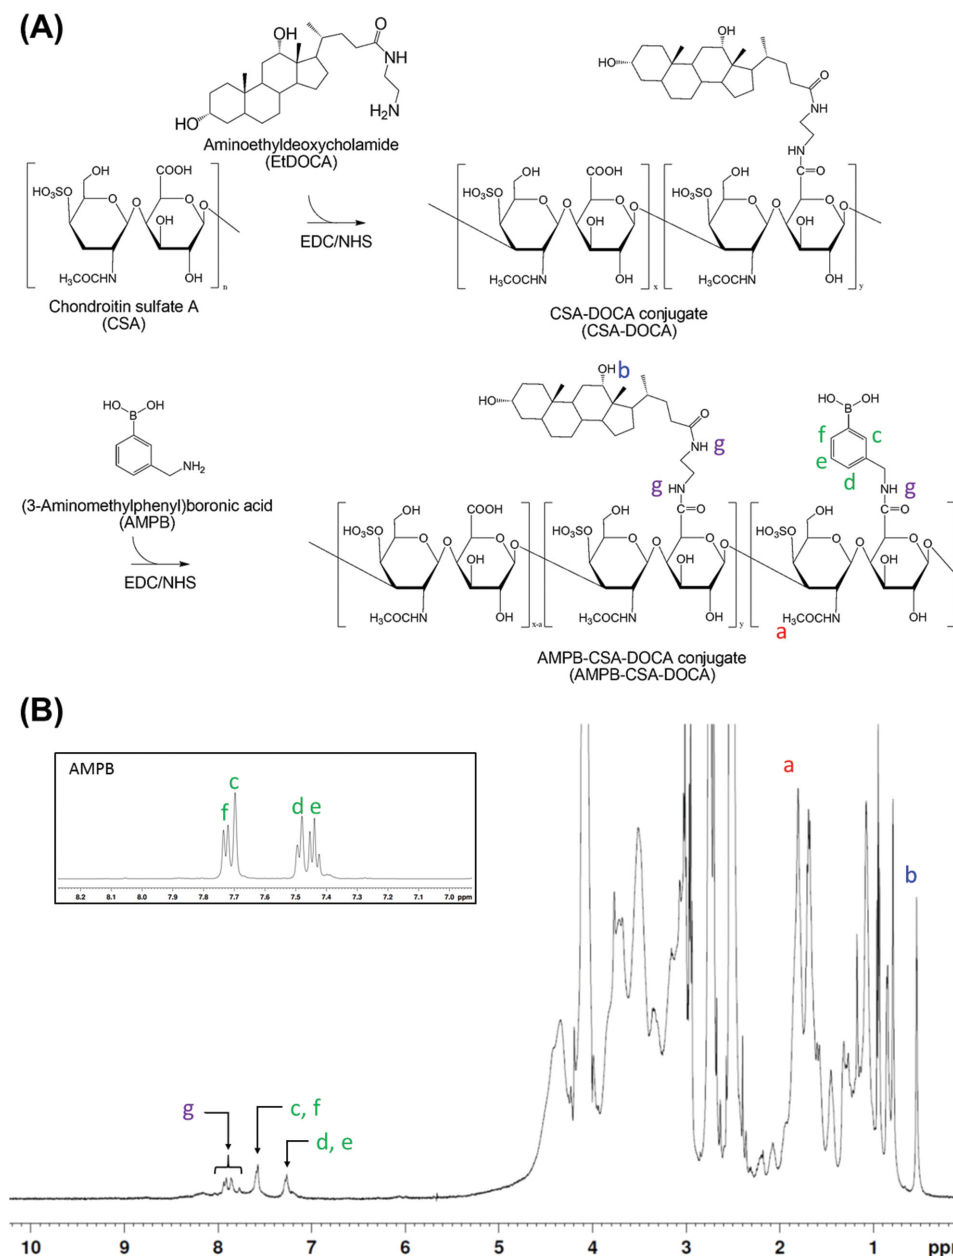 (A)
OH
O
NH
H₂N
HO
Aminoethyldeoxycholamide
(EtDOCA)
OH
HO
O
NH
HN
C=O
OH
HO₃SO
O
COOH
O
OH
O
H₃COCHN
OH
n
EDC/NHS
OH
HO₃SO
O
COOH
O
OH
O
H₃COCHN
OH
x
OH
HO₃SO
O
O
OH
O
H₃COCHN
OH
y
Chondroitin sulfate A
(CSA)
CSA-DOCA conjugate
(CSA-DOCA)
HO
OH
B
NH₂
(3-Aminomethylphenyl)boronic acid
(AMPB)
EDC/NHS
OH b
HO
O
NH g
g HN
C=O
HO
OH
B
f
c
e
d
HN g
C=O
OH
HO₃SO
O
COOH
O
OH
O
H₃COCHN
OH
x-a
OH
HO₃SO
O
O
OH
O
H₃COCHN
OH
y
OH
HO₃SO
O
O
OH
O
H₃COCHN
OH
a
AMPB-CSA-DOCA conjugate
(AMPB-CSA-DOCA)
(B)
AMPB
c
f
d e
8.2 8.1 8.0 7.9 7.8 7.7 7.6 7.5 7.4 7.3 7.2 7.1 7.0 ppm
a
b
g
c, f
d, e
10 9 8 7 6 5 4 3 2 1 ppm